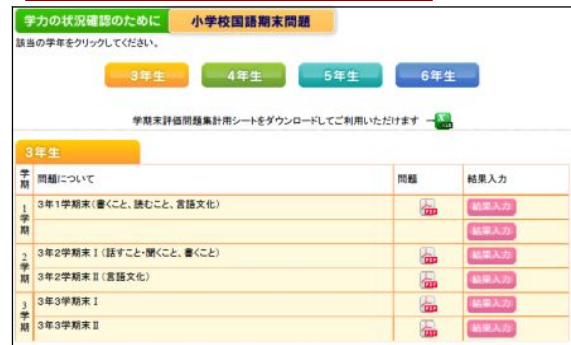 学力の状況確認のために 小学校国語期末問題
該当の学年をクリックしてください。
3年生 4年生 5年生 6年生
学期末評価問題集計用シートをダウンロードしてご利用いただけます →
3年生
学期 問題について 問題 結果入力
1学期 3年1学期末(書くこと、読むこと、言語文化) PDF 結果入力
結果入力
2学期 3年2学期末Ⅰ(話すこと・聞くこと、書くこと) PDF 結果入力
3年2学期末Ⅱ(言語文化) PDF 結果入力
3学期 3年3学期末Ⅰ PDF 結果入力
3年3学期末Ⅱ PDF 結果入力